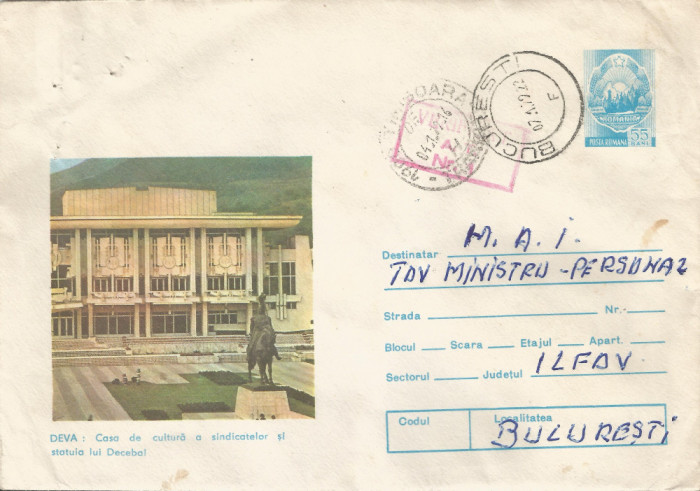 TIMIȘOARA
BUCUREȘTI
F
POSTA ROMANA
55
Destinatar M. A. I.
TOV MINISTRU - PERSONAL
Strada Nr.
Blocul Scara Etajul Apart.
Sectorul Județul ILFOV
Codul Localitatea
BUCUREȘTI
DEVA : Casa de cultură a sindicatelor și
statuia lui Decebal